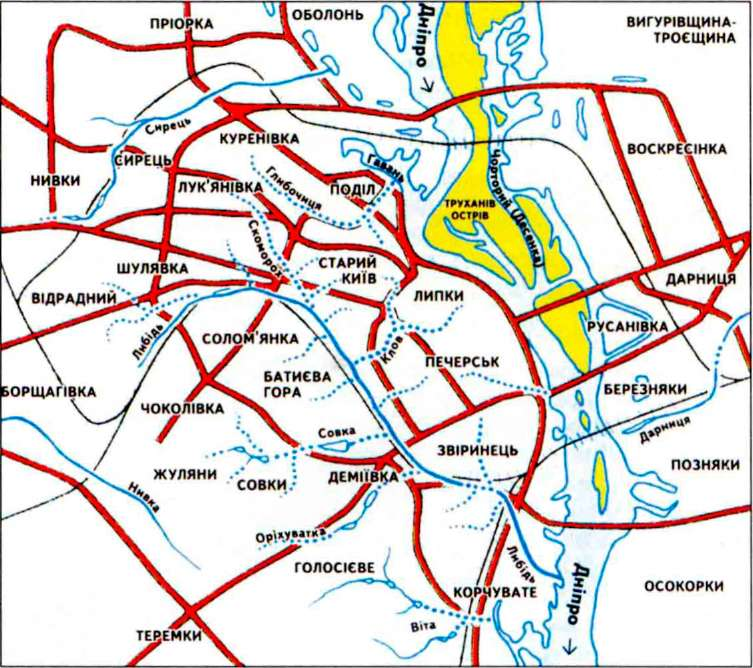 ОБОЛОНЬ
ПРІОРКА
Дніпро
ВИГУРІВЩИНА-
ТРОЄЩИНА
Сирець
КУРЕНІВКА
СИРЕЦЬ
Гавань
ВОСКРЕСІНКА
НИВКИ
ЛУК'ЯНІВКА
Глибочиця
ПОДІЛ
ТРУХАНІВ
ОСТРІВ
Чорторий (Десенка)
Скоморох
СТАРИЙ
КИЇВ
ШУЛЯВКА
ДАРНИЦЯ
ВІДРАДНИЙ
ЛИПКИ
РУСАНІВКА
Либідь
СОЛОМ'ЯНКА
Клов
ПЕЧЕРСЬК
БАТИЄВА
ГОРА
БОРЩАГІВКА
БЕРЕЗНЯКИ
ЧОКОЛІВКА
Дарниця
Совка
ЗВІРИНЕЦЬ
ПОЗНЯКИ
ЖУЛЯНИ
СОВКИ
ДЕМІЇВКА
Нивка
Оріхуватка
ГОЛОСІЄВЕ
Либідь
КОРЧУВАТЕ
Дніпро
ОСОКОРКИ
Віта
ТЕРЕМКИ